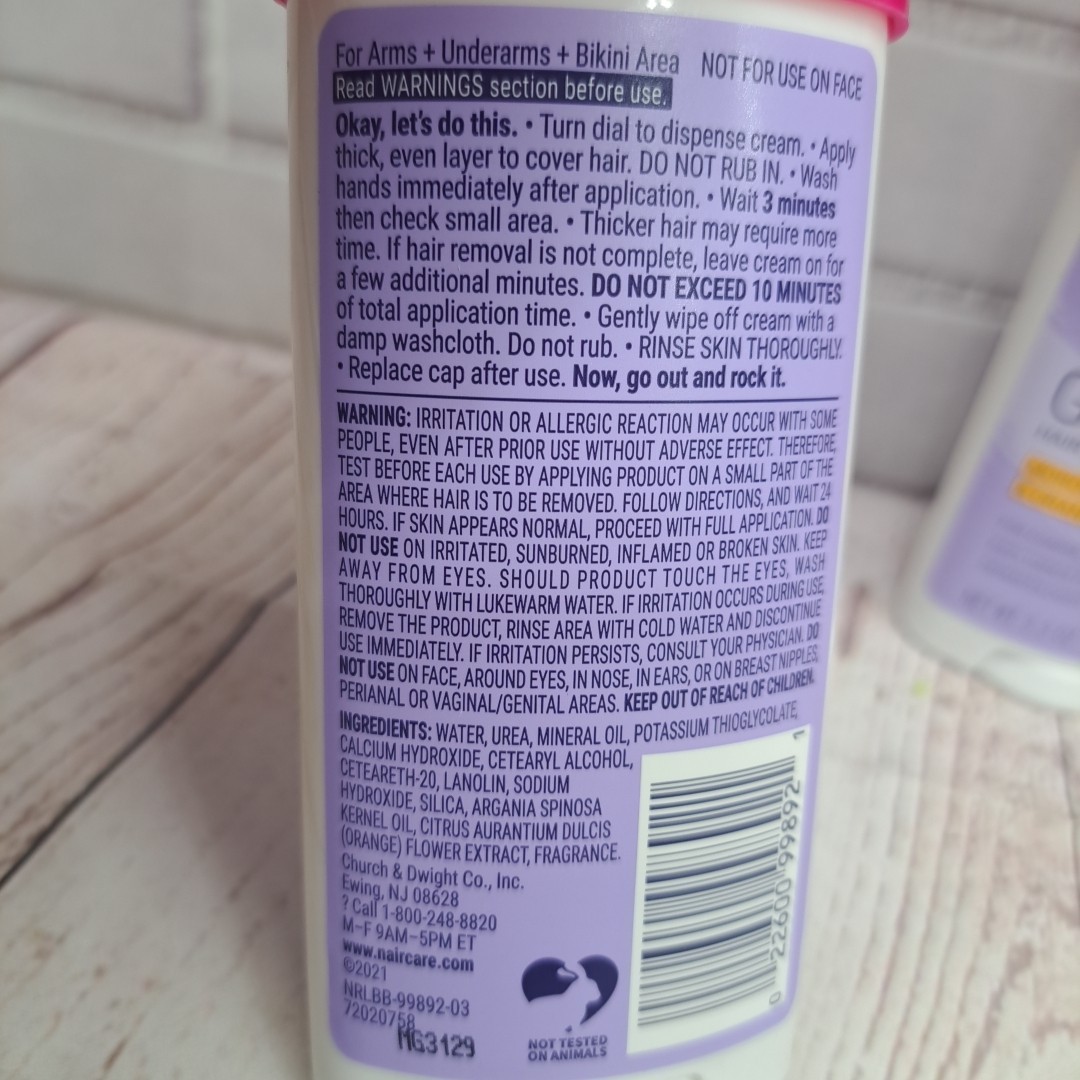 For Arms + Underarms + Bikini Area NOT FOR USE ON FACE
Read WARNINGS section before use.
Okay, let's do this. • Turn dial to dispense cream. • Apply
thick, even layer to cover hair. DO NOT RUB IN. • Wash
hands immediately after application. • Wait 3 minutes
then check small area. • Thicker hair may require more
time. If hair removal is not complete, leave cream on for
a few additional minutes. DO NOT EXCEED 10 MINUTES
of total application time. • Gently wipe off cream with a
damp washcloth. Do not rub. • RINSE SKIN THOROUGHLY.
• Replace cap after use. Now, go out and rock it.
WARNING: IRRITATION OR ALLERGIC REACTION MAY OCCUR WITH SOME
PEOPLE, EVEN AFTER PRIOR USE WITHOUT ADVERSE EFFECT. THEREFORE,
TEST BEFORE EACH USE BY APPLYING PRODUCT ON A SMALL PART OF THE
AREA WHERE HAIR IS TO BE REMOVED. FOLLOW DIRECTIONS, AND WAIT 24
HOURS. IF SKIN APPEARS NORMAL, PROCEED WITH FULL APPLICATION. DO
NOT USE ON IRRITATED, SUNBURNED, INFLAMED OR BROKEN SKIN. KEEP
AWAY FROM EYES. SHOULD PRODUCT TOUCH THE EYES, WASH
THOROUGHLY WITH LUKEWARM WATER. IF IRRITATION OCCURS DURING USE,
REMOVE THE PRODUCT, RINSE AREA WITH COLD WATER AND DISCONTINUE
USE IMMEDIATELY. IF IRRITATION PERSISTS, CONSULT YOUR PHYSICIAN. DO
NOT USE ON FACE, AROUND EYES, IN NOSE, IN EARS, OR ON BREAST NIPPLES,
PERIANAL OR VAGINAL/GENITAL AREAS. KEEP OUT OF REACH OF CHILDREN.
INGREDIENTS: WATER, UREA, MINERAL OIL, POTASSIUM THIOGLYCOLATE,
CALCIUM HYDROXIDE, CETEARYL ALCOHOL,
CETEARETH-20, LANOLIN, SODIUM
HYDROXIDE, SILICA, ARGANIA SPINOSA
KERNEL OIL, CITRUS AURANTIUM DULCIS
(ORANGE) FLOWER EXTRACT, FRAGRANCE.
Church & Dwight Co., Inc.
Ewing, NJ 08628
? Call 1-800-248-8820
M-F 9AM-5PM ET
www.naircare.com
©2021
NRLBB-99892-03
72020758
MG3129
NOT TESTED
ON ANIMALS
0 22600 99892 1